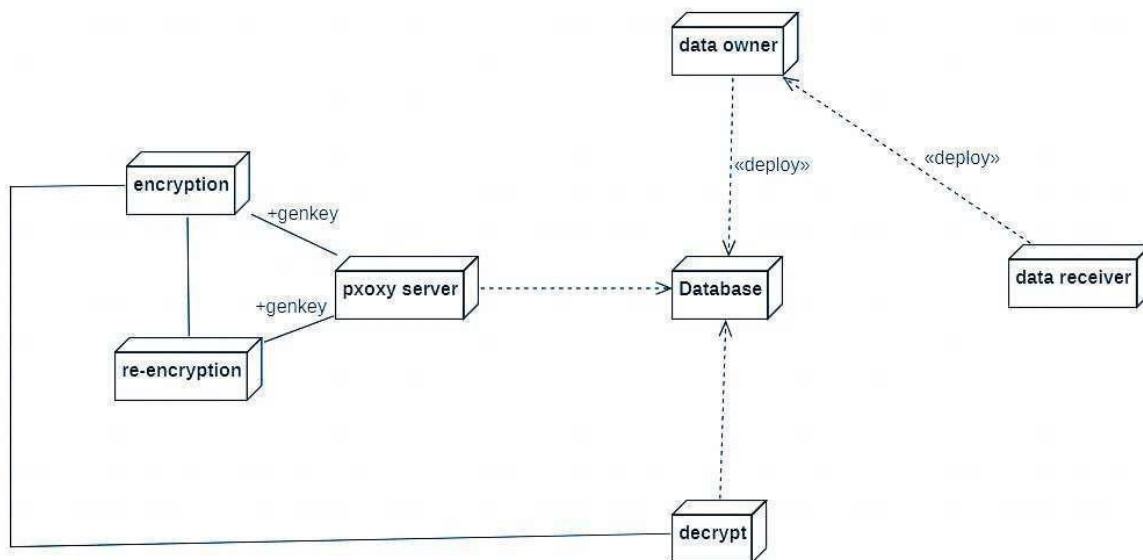 data owner
«deploy»
«deploy»
encryption
+genkey
pxoxy server
Database
data receiver
+genkey
re-encryption
decrypt